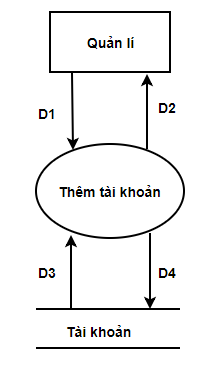 Quản lí
D1
D2
Thêm tài khoản
D3
D4
Tài khoản